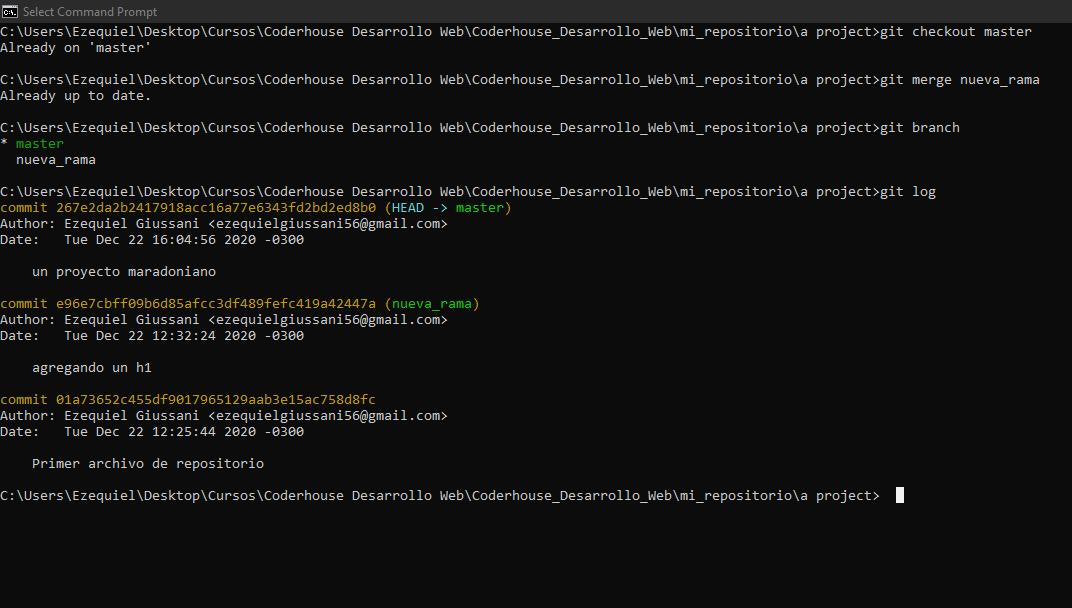 Select Command Prompt
C:\Users\Ezequiel\Desktop\Cursos\Coderhouse Desarrollo Web\Coderhouse_Desarrollo_Web\mi_repositorio\a project>git checkout master
Already on 'master'
C:\Users\Ezequiel\Desktop\Cursos\Coderhouse Desarrollo Web\Coderhouse_Desarrollo_Web\mi_repositorio\a project>git merge nueva_rama
Already up to date.
C:\Users\Ezequiel\Desktop\Cursos\Coderhouse Desarrollo Web\Coderhouse_Desarrollo_Web\mi_repositorio\a project>git branch
* master
  nueva_rama
C:\Users\Ezequiel\Desktop\Cursos\Coderhouse Desarrollo Web\Coderhouse_Desarrollo_Web\mi_repositorio\a project>git log
commit 267e2da2b2417918acc16a77e6343fd2bd2ed8b0 (HEAD -> master)
Author: Ezequiel Giussani <ezequielgiussani56@gmail.com>
Date:   Tue Dec 22 16:04:56 2020 -0300
    un proyecto maradoniano
commit e96e7cbff09b6d85afcc3df489fefc419a42447a (nueva_rama)
Author: Ezequiel Giussani <ezequielgiussani56@gmail.com>
Date:   Tue Dec 22 12:32:24 2020 -0300
    agregando un h1
commit 01a73652c455df9017965129aab3e15ac758d8fc
Author: Ezequiel Giussani <ezequielgiussani56@gmail.com>
Date:   Tue Dec 22 12:25:44 2020 -0300
    Primer archivo de repositorio
C:\Users\Ezequiel\Desktop\Cursos\Coderhouse Desarrollo Web\Coderhouse_Desarrollo_Web\mi_repositorio\a project>